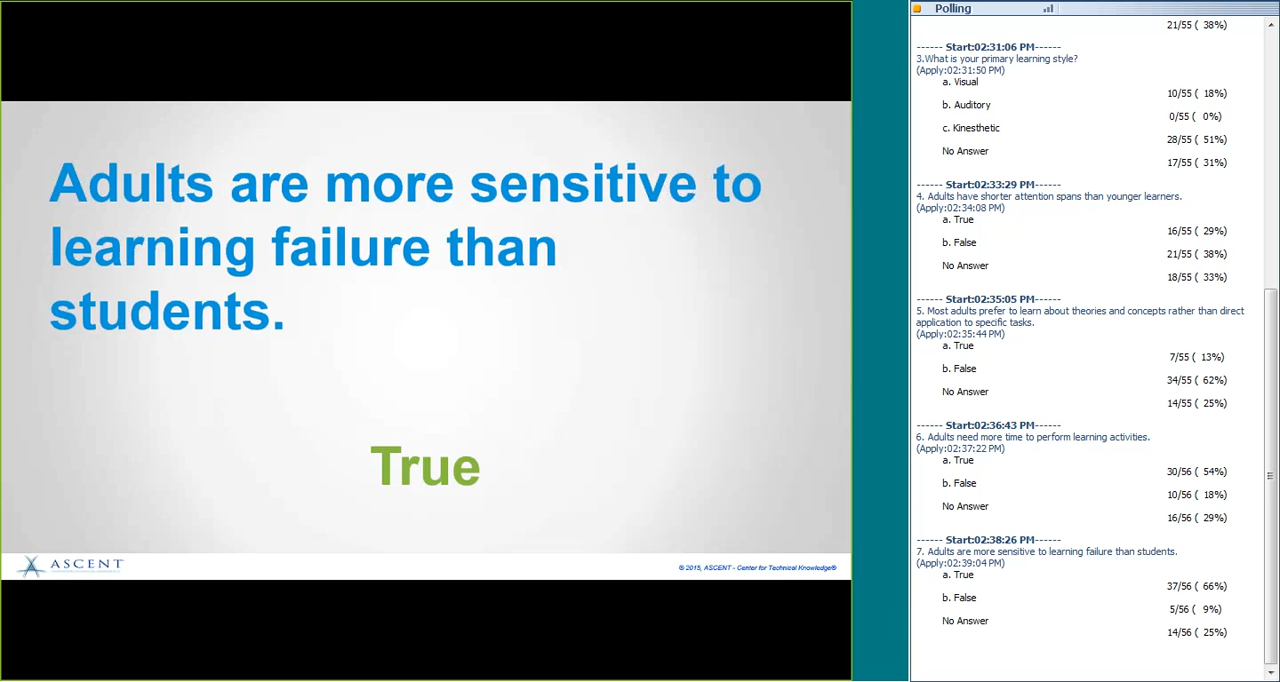 Adults are more sensitive to
learning failure than
students.
True
ASCENT
© 2015, ASCENT - Center for Technical Knowledge®
Polling
21/55 ( 38%)
------ Start:02:31:06 PM------
3.What is your primary learning style?
(Apply:02:31:50 PM)
a. Visual
10/55 ( 18%)
b. Auditory
0/55 ( 0%)
c. Kinesthetic
28/55 ( 51%)
No Answer
17/55 ( 31%)
------ Start:02:33:29 PM------
4. Adults have shorter attention spans than younger learners.
(Apply:02:34:08 PM)
a. True
16/55 ( 29%)
b. False
21/55 ( 38%)
No Answer
18/55 ( 33%)
------ Start:02:35:05 PM------
5. Most adults prefer to learn about theories and concepts rather than direct
application to specific tasks.
(Apply:02:35:44 PM)
a. True
7/55 ( 13%)
b. False
34/55 ( 62%)
No Answer
14/55 ( 25%)
------ Start:02:36:43 PM------
6. Adults need more time to perform learning activities.
(Apply:02:37:22 PM)
a. True
30/56 ( 54%)
b. False
10/56 ( 18%)
No Answer
16/56 ( 29%)
------ Start:02:38:26 PM------
7. Adults are more sensitive to learning failure than students.
(Apply:02:39:04 PM)
a. True
37/56 ( 66%)
b. False
5/56 ( 9%)
No Answer
14/56 ( 25%)